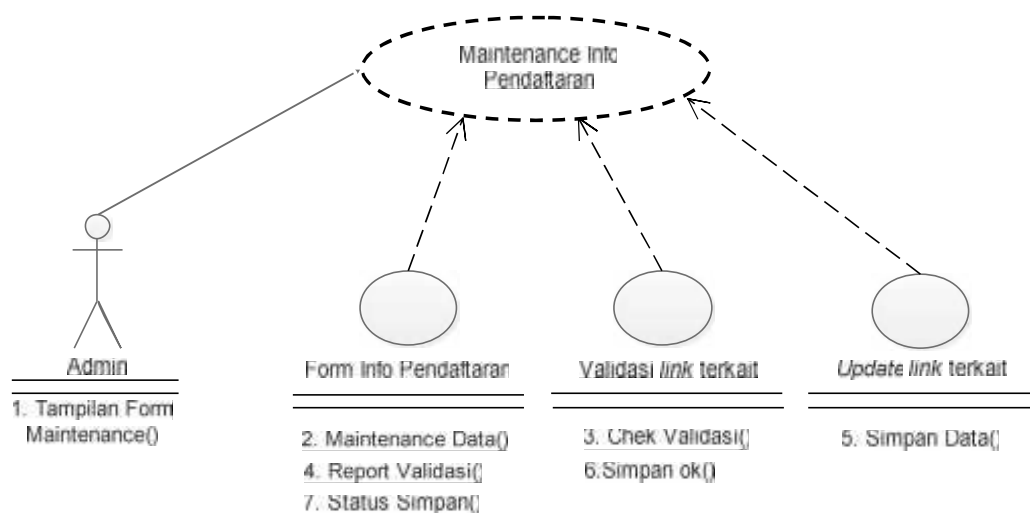 Maintenance Info
Pendaftaran
Admin
1. Tampilan Form
Maintenance()
Form Info Pendaftaran
2. Maintenance Data()
4. Report Validasi()
7. Status Simpan()
Validasi link terkait
3. Chek Validasi()
6.Simpan ok()
Update link terkait
5. Simpan Data()